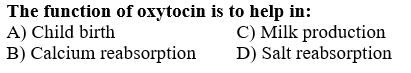 The function of oxytocin is to help in:
A) Child birth C) Milk production
B) Calcium reabsorption D) Salt reabsorption